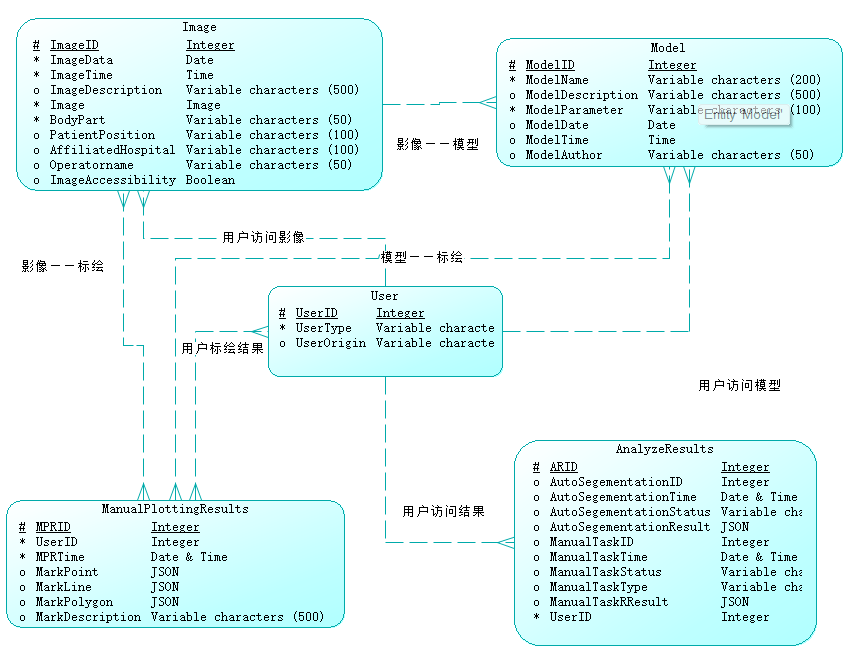 Image
# ImageID Integer
* ImageData Date
* ImageTime Time
o ImageDescription Variable characters (500)
* Image Image
* BodyPart Variable characters (50)
o PatientPosition Variable characters (100)
o AffiliatedHospital Variable characters (100)
o Operatorname Variable characters (50)
o ImageAccessibility Boolean
Model
# ModelID Integer
* ModelName Variable characters (200)
o ModelDescription Variable characters (500)
* ModelParameter Variable characters (100)
o ModelDate Date
o ModelTime Time
o ModelAuthor Variable characters (50)
Entity 'Model'
影像——模型
用户访问影像
模型——标绘
影像——标绘
User
# UserID Integer
* UserType Variable characte
o UserOrigin Variable characte
用户标绘结果
用户访问模型
用户访问结果
AnalyzeResults
# ARID Integer
o AutoSegementationID Integer
o AutoSegementationTime Date & Time
o AutoSegementationStatus Variable cha
o AutoSegementationResult JSON
o ManualTaskID Integer
o ManualTaskTime Date & Time
o ManualTaskStatus Variable cha
o ManualTaskType Variable cha
o ManualTaskRResult JSON
* UserID Integer
ManualPlottingResults
# MPRID Integer
* UserID Integer
* MPRTime Date & Time
o MarkPoint JSON
o MarkLine JSON
o MarkPolygon JSON
o MarkDescription Variable characters (500)